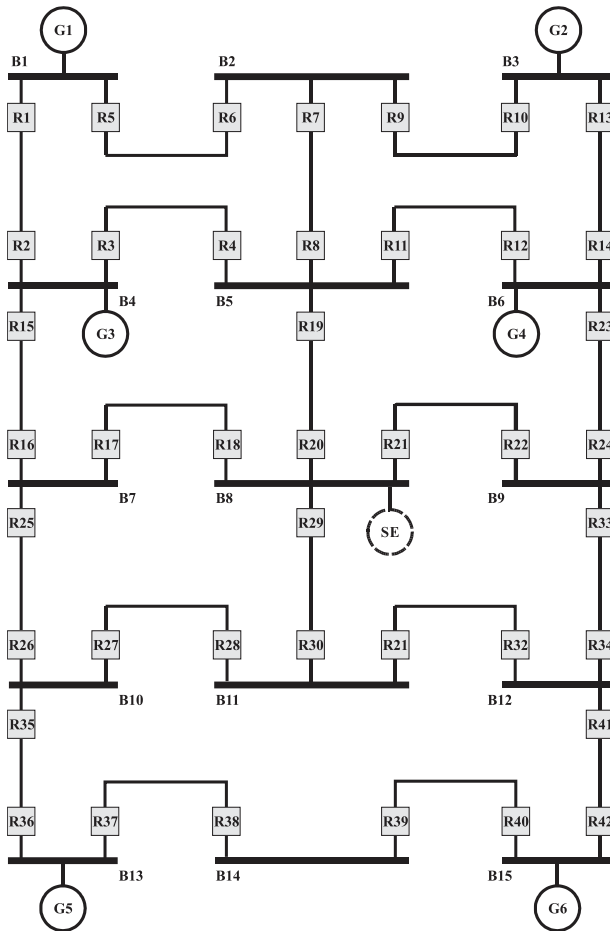 G1 G2
B1 B2 B3
R1 R5 R6 R7 R9 R10 R13
R2 R3 R4 R8 R11 R12 R14
B4 B5 B6
R15 G3 R19 G4 R23
R16 R17 R18 R20 R21 R22 R24
B7 B8 B9
R25 R29 SE R33
R26 R27 R28 R30 R21 R32 R34
B10 B11 B12
R35 R41
R36 R37 R38 R39 R40 R42
B13 B14 B15
G5 G6